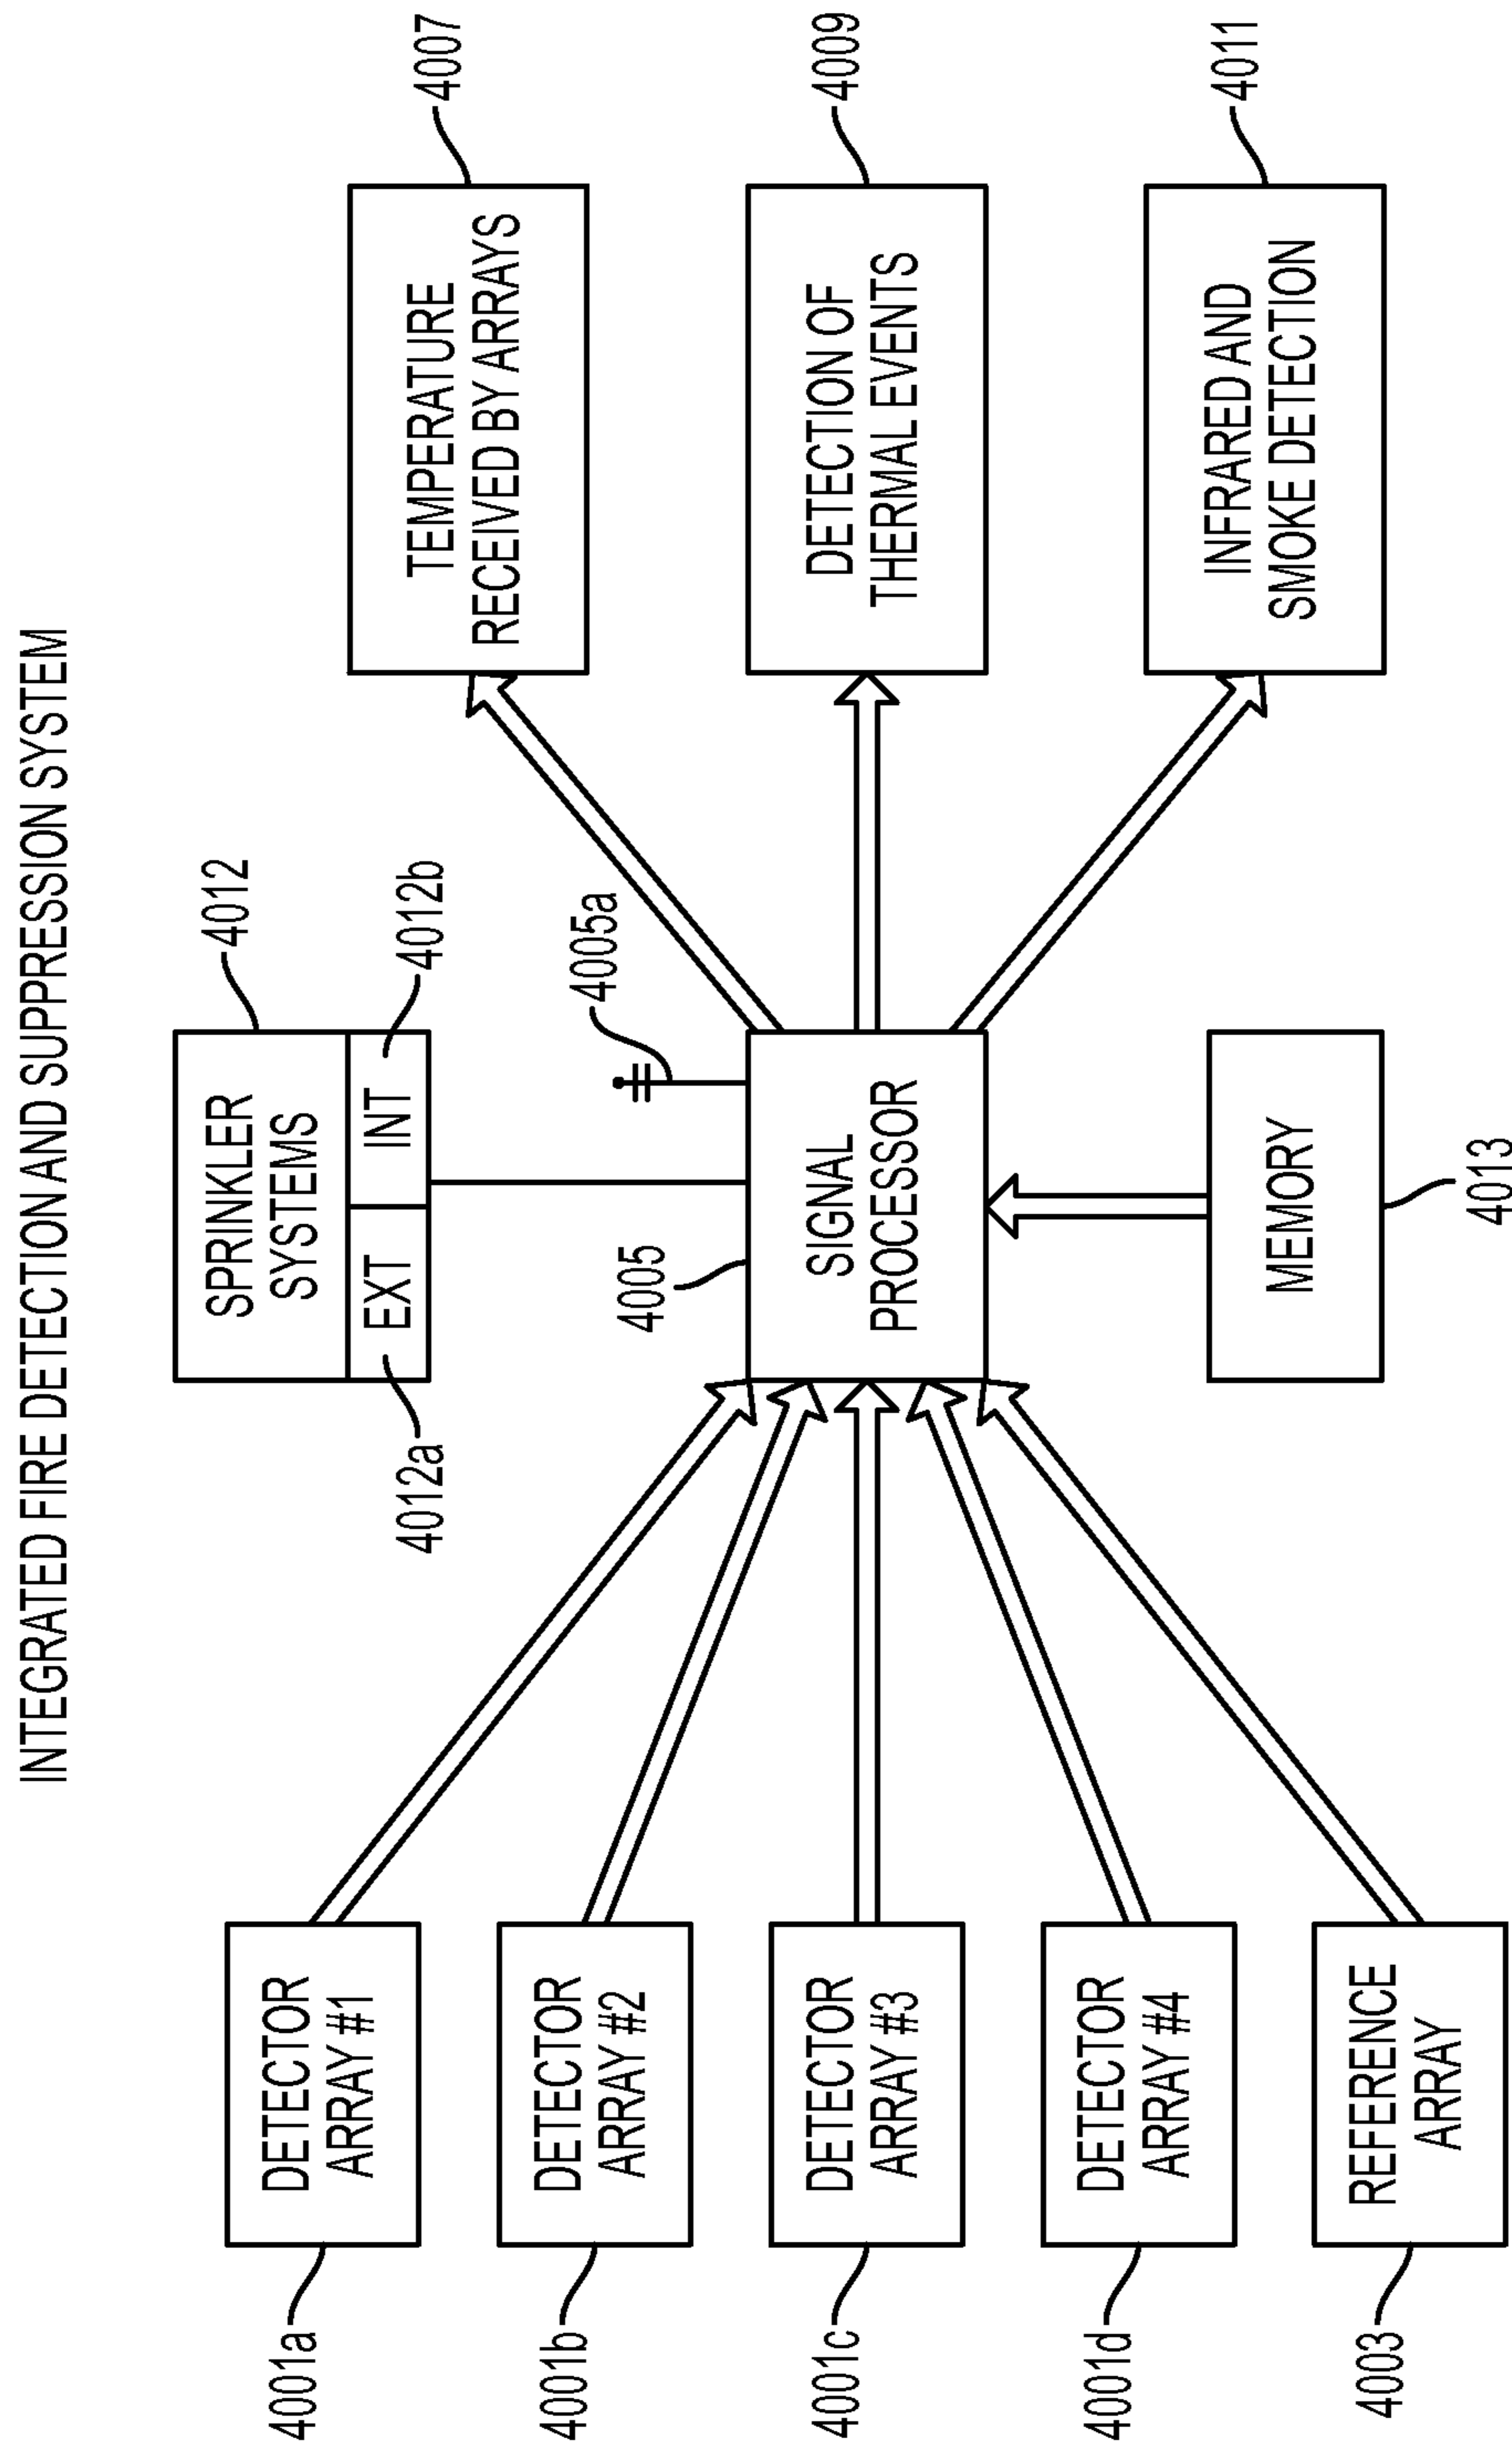 INTEGRATED FIRE DETECTION AND SUPPRESSION SYSTEM
4001a
DETECTOR
ARRAY #1
4001b
DETECTOR
ARRAY #2
4001c
DETECTOR
ARRAY #3
4001d
DETECTOR
ARRAY #4
4003
REFERENCE
ARRAY
4012
SPRINKLER
SYSTEMS
EXT
INT
4012a
4012b
4005
4005a
SIGNAL
PROCESSOR
MEMORY
4013
TEMPERATURE
RECEIVED BY ARRAYS
4007
DETECTION OF
THERMAL EVENTS
4009
INFRARED AND
SMOKE DETECTION
4011